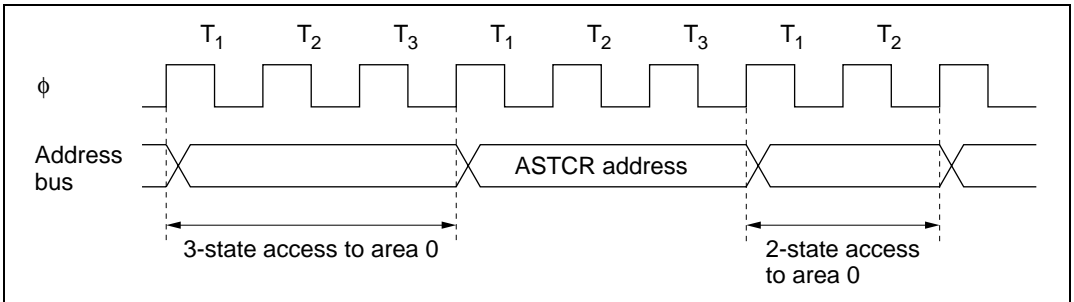 T1 T2 T3 T1 T2 T3 T1 T2
ϕ
Address
bus
ASTCR address
3-state access to area 0
2-state access
to area 0